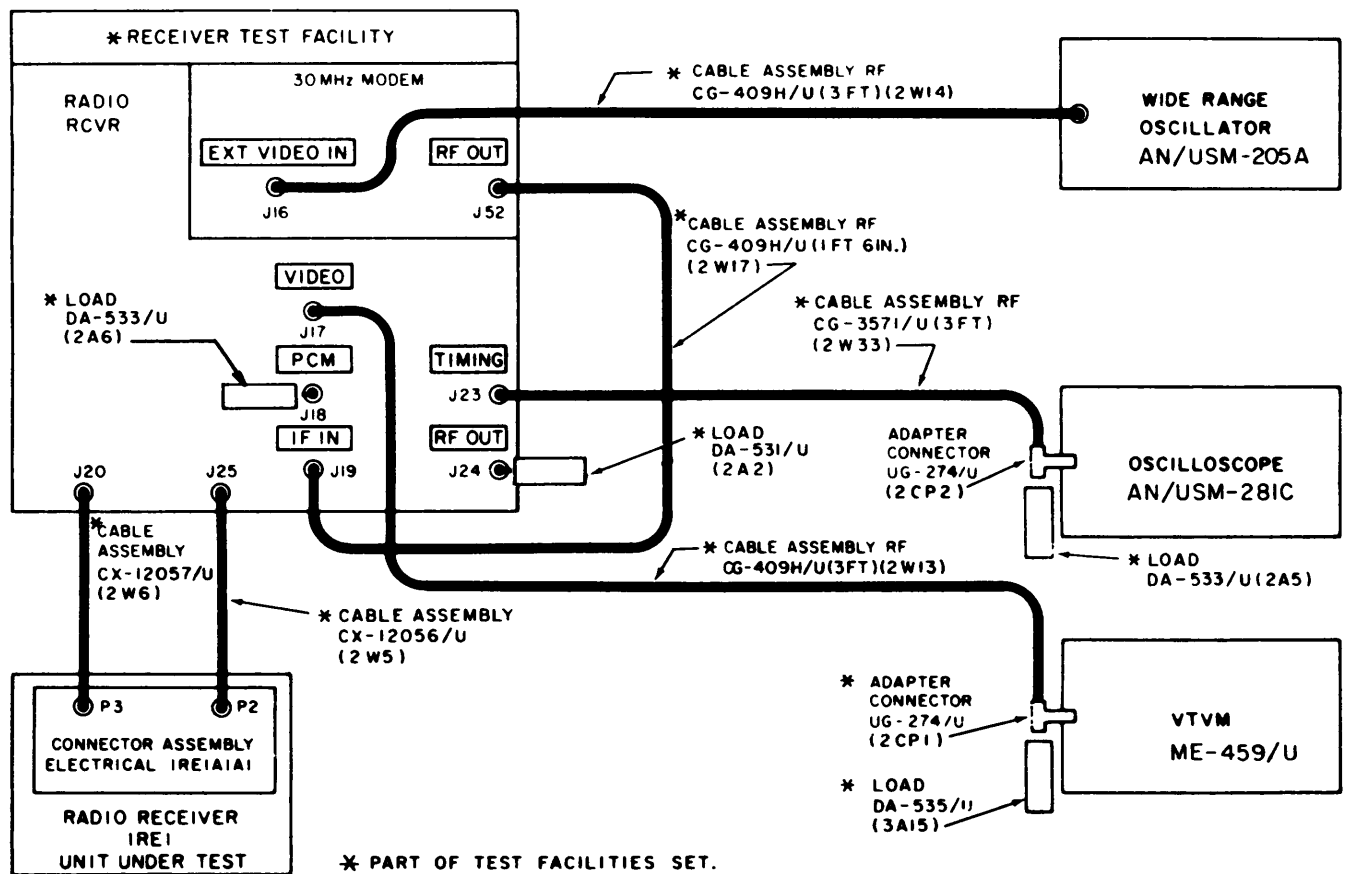 * RECEIVER TEST FACILITY
30 MHz MODEM
RADIO
RCVR
EXT VIDEO IN
RF OUT
J16
J52
VIDEO
J17
* LOAD
DA-533/U
(2A6)
PCM
TIMING
J18
J23
IF IN
RF OUT
J20
J25
J19
J24
* CABLE ASSEMBLY RF
CG-409H/U (3 FT) (2W14)
WIDE RANGE
OSCILLATOR
AN/USM-205A
* CABLE ASSEMBLY RF
CG-409H/U (1 FT 6 IN.)
(2W17)
* CABLE ASSEMBLY RF
CG-3571/U (3 FT)
(2W33)
* LOAD
DA-531/U
(2A2)
ADAPTER
CONNECTOR
UG-274/U
(2CP2)
OSCILLOSCOPE
AN/USM-281C
* LOAD
DA-533/U (2A5)
* CABLE
ASSEMBLY
CX-12057/U
(2W6)
* CABLE ASSEMBLY
CX-12056/U
(2W5)
* CABLE ASSEMBLY RF
CG-409H/U (3 FT) (2W13)
* ADAPTER
CONNECTOR
UG-274/U
(2CP1)
VTVM
ME-459/U
* LOAD
DA-535/U
(3A15)
P3
P2
CONNECTOR ASSEMBLY
ELECTRICAL 1RE1A1A1
RADIO RECEIVER
1RE1
UNIT UNDER TEST
* PART OF TEST FACILITIES SET.